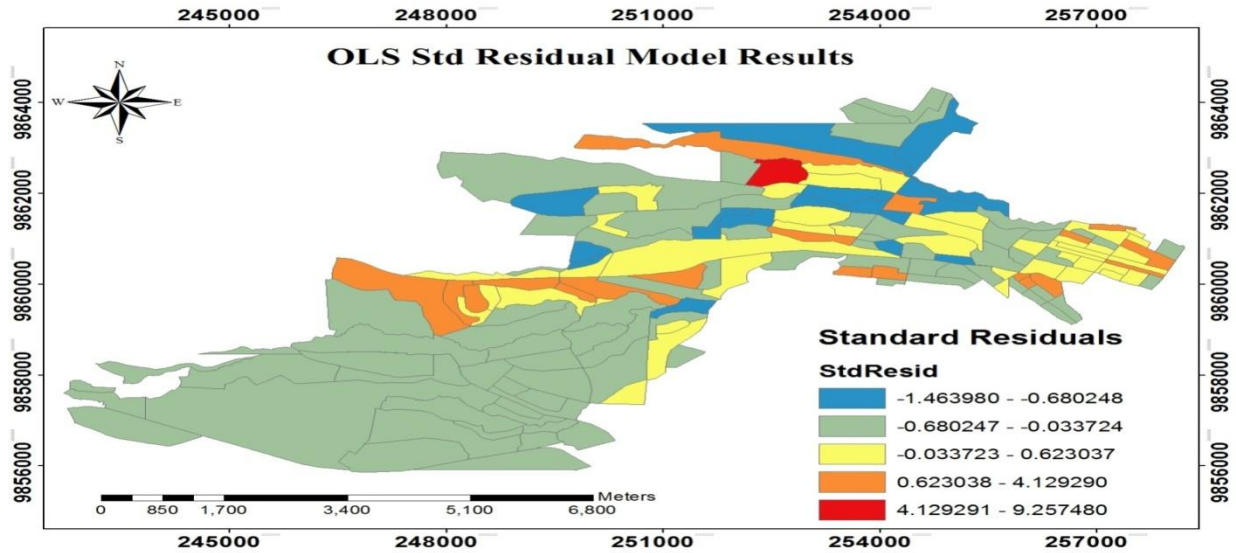 245000 248000 251000 254000 257000
OLS Std Residual Model Results
N
W E
S
9864000 9864000
9862000 9862000
9860000 9860000
9858000 9858000
9856000 9856000
Standard Residuals
StdResid
-1.463980 - -0.680248
-0.680247 - -0.033724
-0.033723 - 0.623037
0.623038 - 4.129290
4.129291 - 9.257480
Meters
0 850 1,700 3,400 5,100 6,800
245000 248000 251000 254000 257000